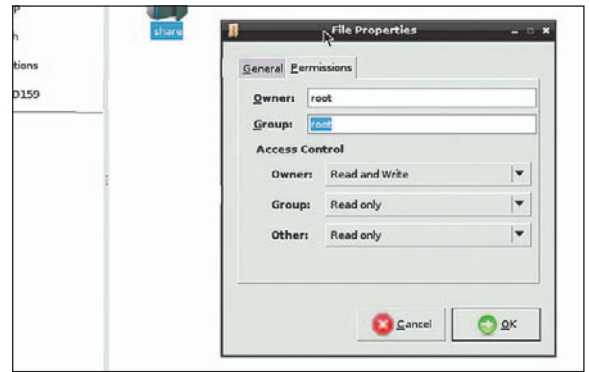 share
tions
D159
File Properties
General Permissions
Owner: root
Group: root
Access Control
Owner: Read and Write
Group: Read only
Other: Read only
Cancel OK